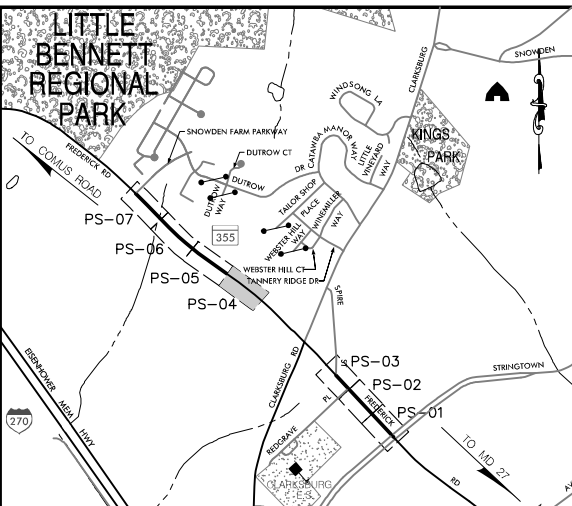 LITTLE
BENNETT
REGIONAL
PARK
SNOWDEN
CLARKSBURG
WINDSONG LA
KINGS
PARK
SNOWDEN FARM PARKWAY
DUTROW CT
CATAWBA MANOR WAY
LITTLE
VINEYARD
WAY
FREDERICK RD
TO COMUS ROAD
DUTROW
DR
DUTROW
WAY
TAILOR SHOP
PLACE
WINEMILLER
WAY
WEBSTER HILL
WAY
355
WEBSTER HILL CT
TANNERY RIDGE DR
PS-07
PS-06
PS-05
PS-04
SPIRE
ST
PS-03
PS-02
PS-01
STRINGTOWN
CLARKSBURG RD
FREDERICK
RD
TO MD 27
REDGRAVE
PL
CLARKSBURG
E.S.
EISENHOWER
MEM
HWY
270
AV